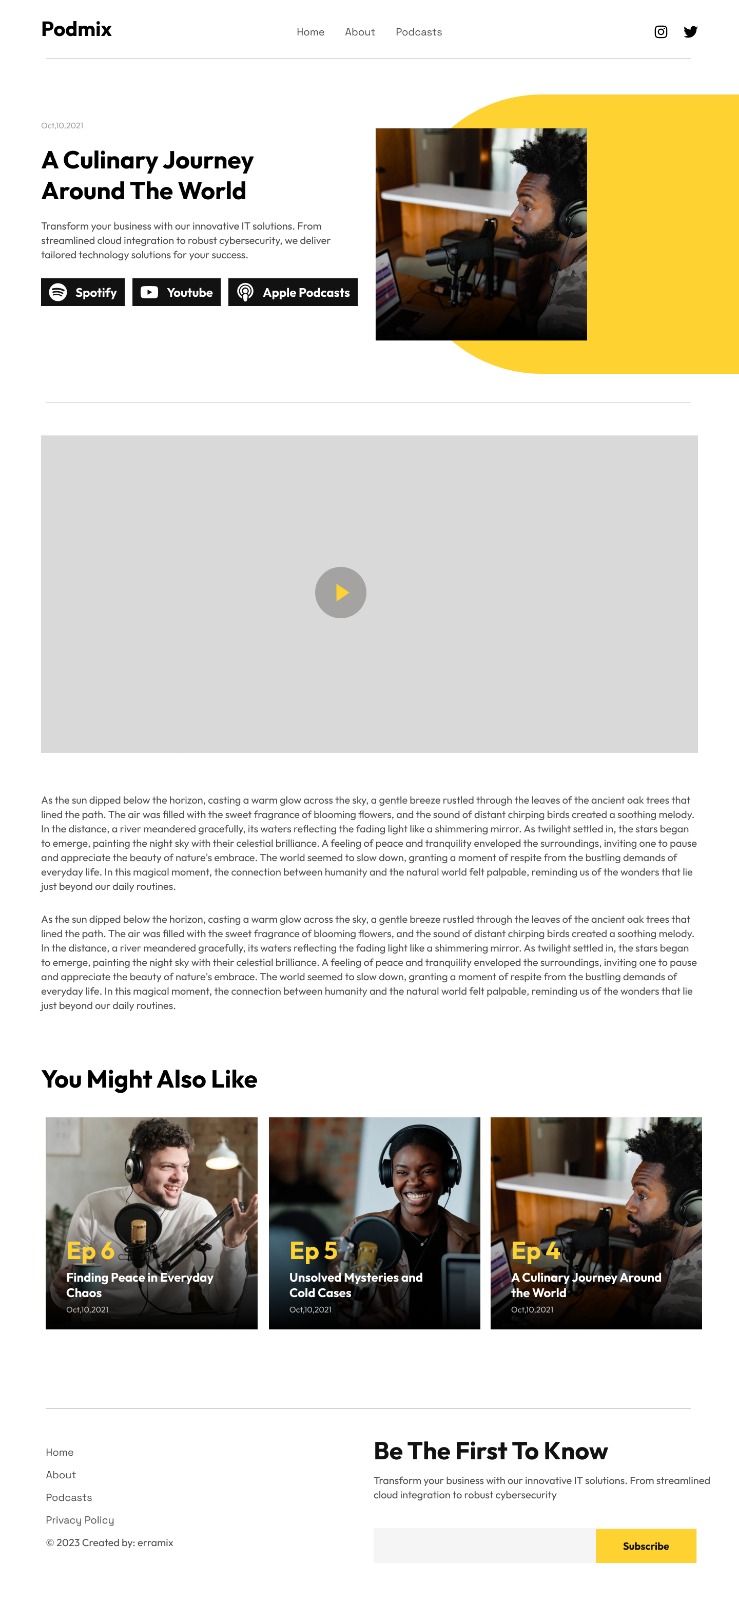 Podmix
Home About Podcasts
Oct,10,2021
A Culinary Journey
Around The World
Transform your business with our innovative IT solutions. From
streamlined cloud integration to robust cybersecurity, we deliver
tailored technology solutions for your success.
Spotify Youtube Apple Podcasts
As the sun dipped below the horizon, casting a warm glow across the sky, a gentle breeze rustled through the leaves of the ancient oak trees that
lined the path. The air was filled with the sweet fragrance of blooming flowers, and the sound of distant chirping birds created a soothing melody.
In the distance, a river meandered gracefully, its waters reflecting the fading light like a shimmering mirror. As twilight settled in, the stars began
to emerge, painting the night sky with their celestial brilliance. A feeling of peace and tranquility enveloped the surroundings, inviting one to pause
and appreciate the beauty of nature's embrace. The world seemed to slow down, granting a moment of respite from the bustling demands of
everyday life. In this magical moment, the connection between humanity and the natural world felt palpable, reminding us of the wonders that lie
just beyond our daily routines.
As the sun dipped below the horizon, casting a warm glow across the sky, a gentle breeze rustled through the leaves of the ancient oak trees that
lined the path. The air was filled with the sweet fragrance of blooming flowers, and the sound of distant chirping birds created a soothing melody.
In the distance, a river meandered gracefully, its waters reflecting the fading light like a shimmering mirror. As twilight settled in, the stars began
to emerge, painting the night sky with their celestial brilliance. A feeling of peace and tranquility enveloped the surroundings, inviting one to pause
and appreciate the beauty of nature's embrace. The world seemed to slow down, granting a moment of respite from the bustling demands of
everyday life. In this magical moment, the connection between humanity and the natural world felt palpable, reminding us of the wonders that lie
just beyond our daily routines.
You Might Also Like
Ep 6
Finding Peace in Everyday
Chaos
Oct,10,2021
Ep 5
Unsolved Mysteries and
Cold Cases
Oct,10,2021
Ep 4
A Culinary Journey Around
the World
Oct,10,2021
Home
About
Podcasts
Privacy Policy
© 2023 Created by: erramix
Be The First To Know
Transform your business with our innovative IT solutions. From streamlined
cloud integration to robust cybersecurity
Subscribe